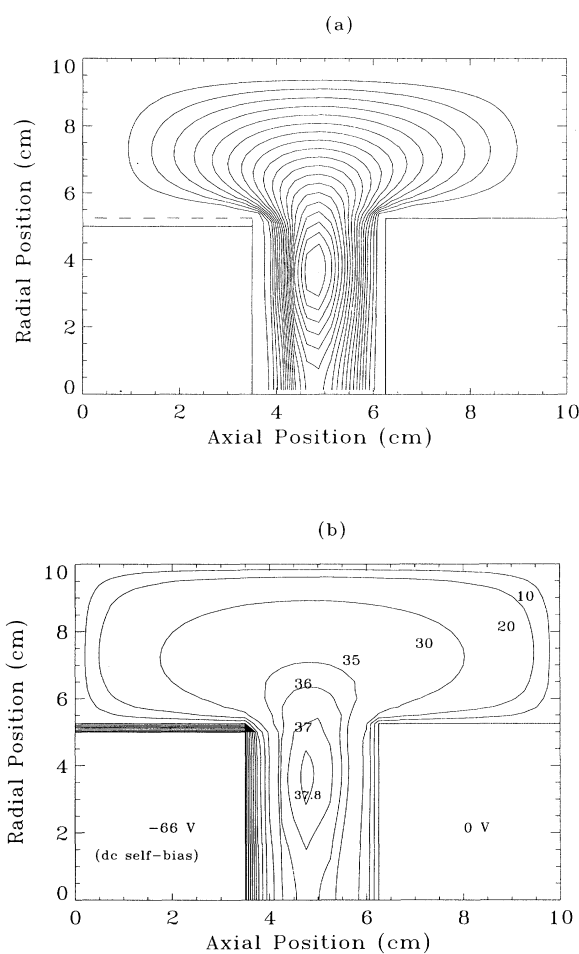 (a)
10
8
6
4
2
0
Radial Position (cm)
0 2 4 6 8 10
Axial Position (cm)
(b)
10
8
6
4
2
0
Radial Position (cm)
10
20
30
35
36
37
37.8
-66 V
(dc self-bias)
0 V
0 2 4 6 8 10
Axial Position (cm)